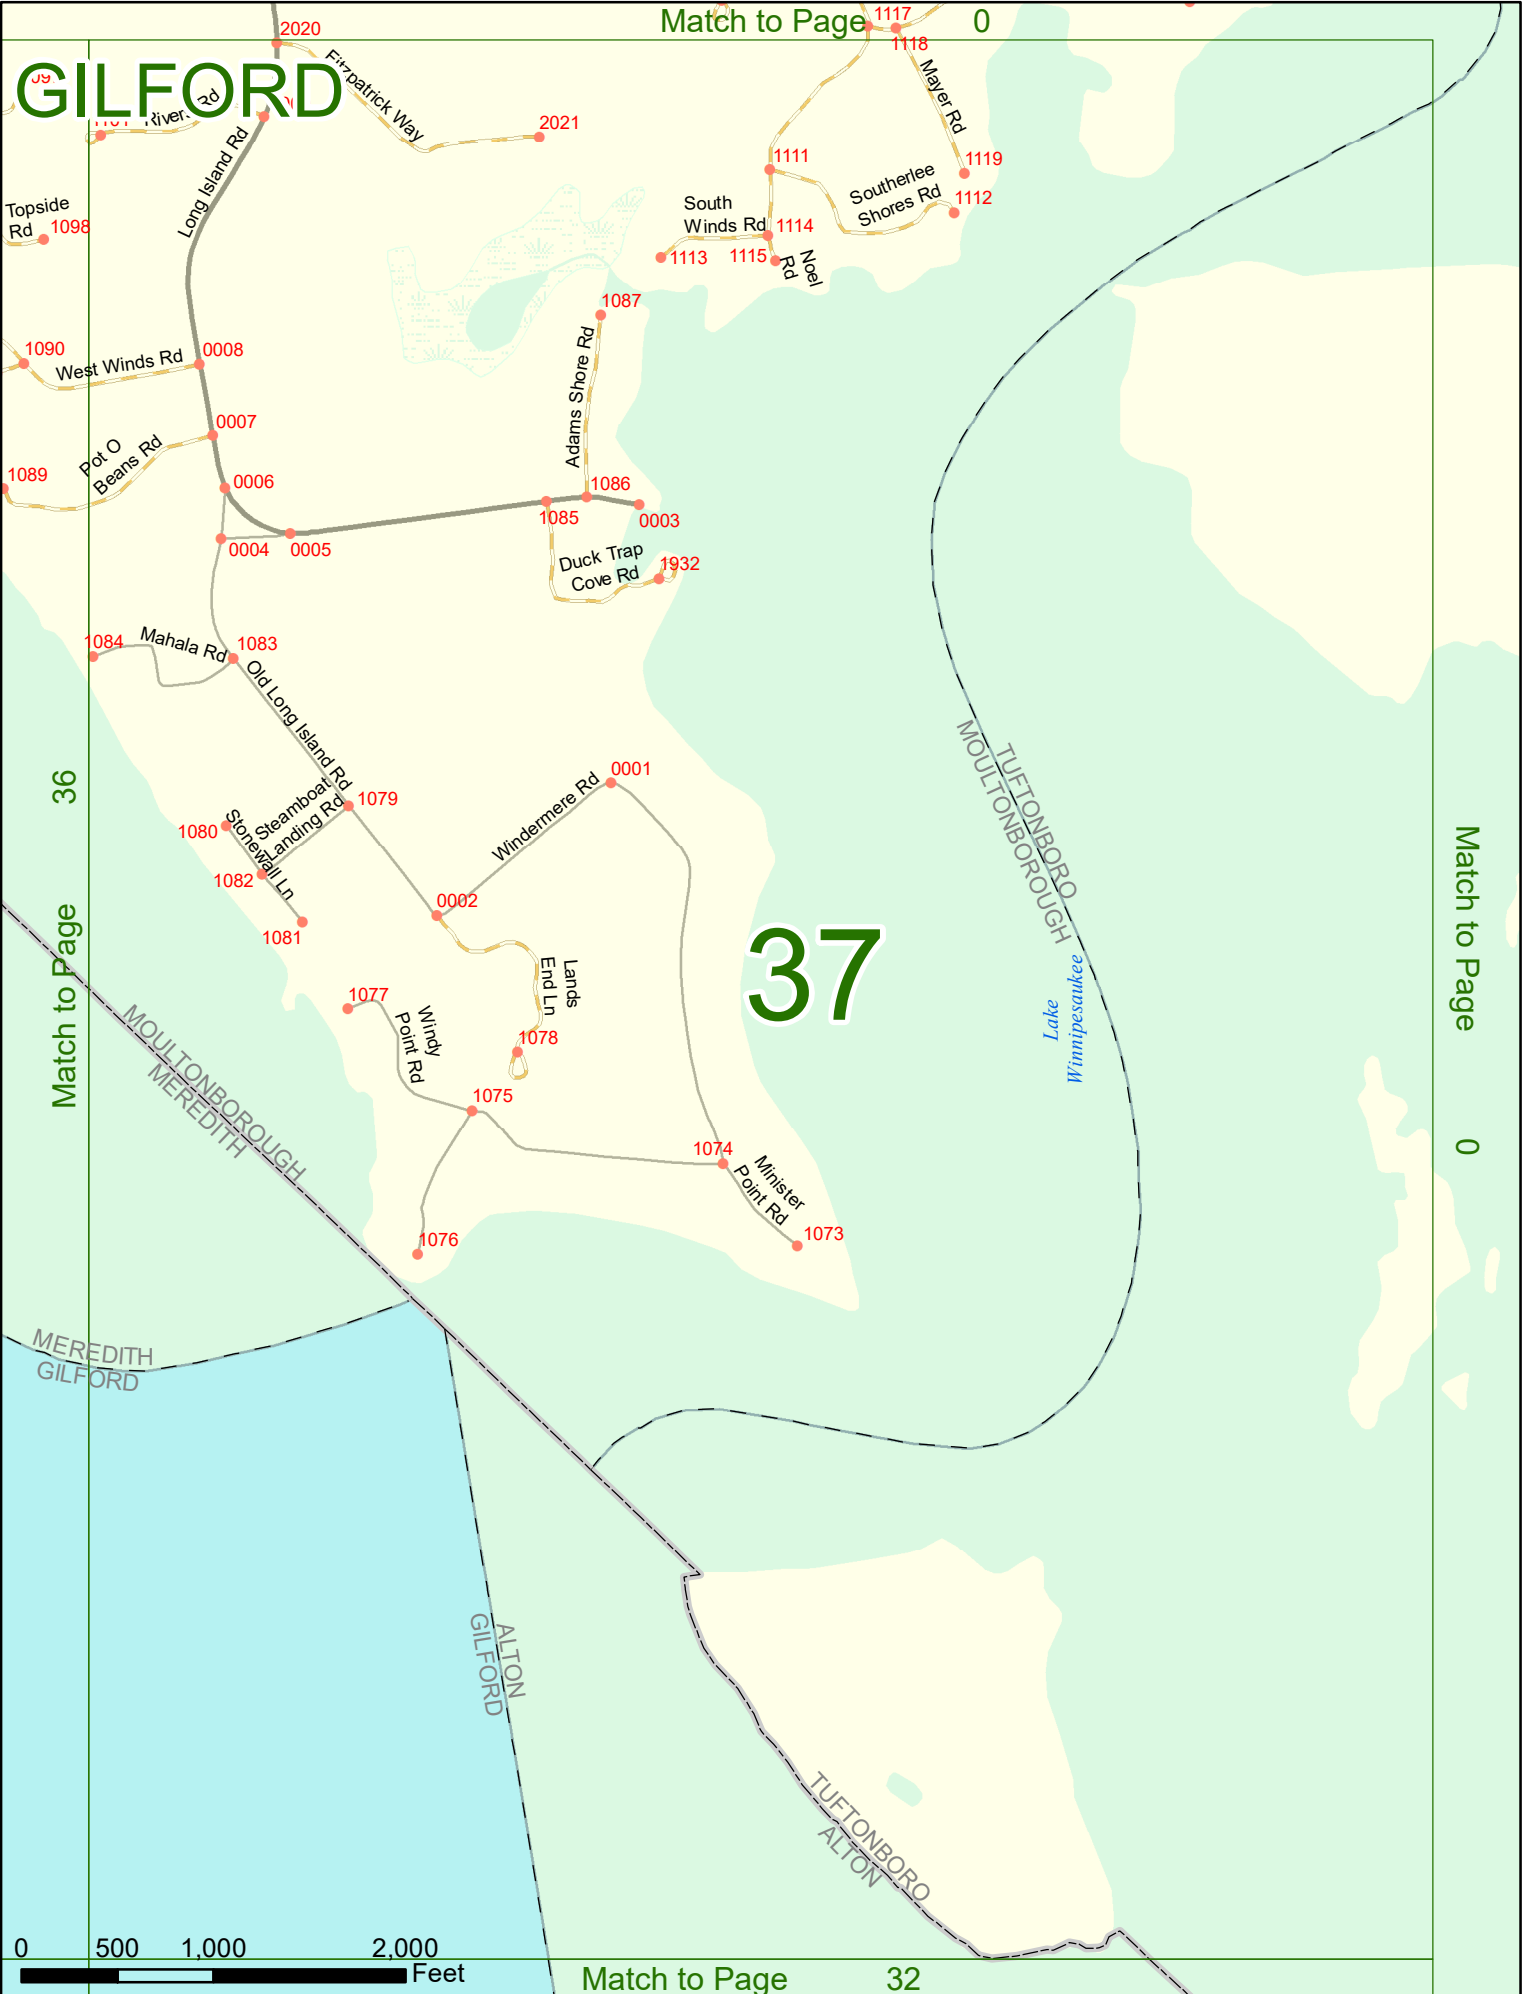 Match to Page 0
1117
1118
2020
GILFORD
Fitzpatrick Way
Mayer Rd
Rd
2021
Long Island Rd
1111
1119
Southerlee
Shores Rd
1112
Topside
Rd
1098
South
Winds Rd
1114
1113
1115
Noel
Rd
1087
1090
West Winds Rd
0008
Adams Shore Rd
0007
Pot O
Beans Rd
1089
0006
1086
1085
0003
0004
0005
Duck Trap
Cove Rd
1932
1084
Mahala Rd
1083
Old Long Island Rd
TUFTONBORO
MOULTONBOROUGH
0001
Windermere Rd
1079
Steamboat
Landing Rd
1080
Stonewall Ln
1082
1081
0002
Match to Page 36
37
Match to Page 0
Lands
End Ln
Lake
Winnipesaukee
1077
Windy
Point Rd
1078
MOULTONBOROUGH
MEREDITH
1075
1074
Minister
Point Rd
1073
1076
MEREDITH
GILFORD
ALTON
GILFORD
TUFTONBORO
ALTON
0 500 1,000 2,000
Feet
Match to Page 32